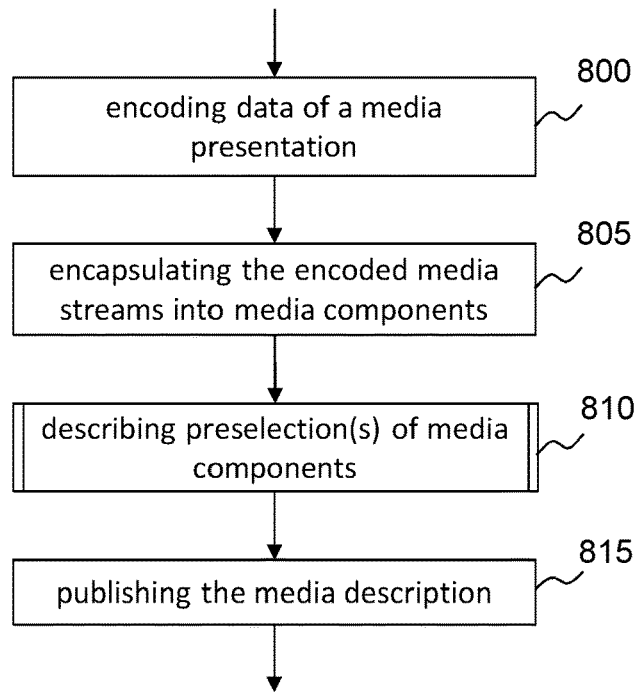 800
encoding data of a media
presentation
805
encapsulating the encoded media
streams into media components
810
describing preselection(s) of media
components
815
publishing the media description